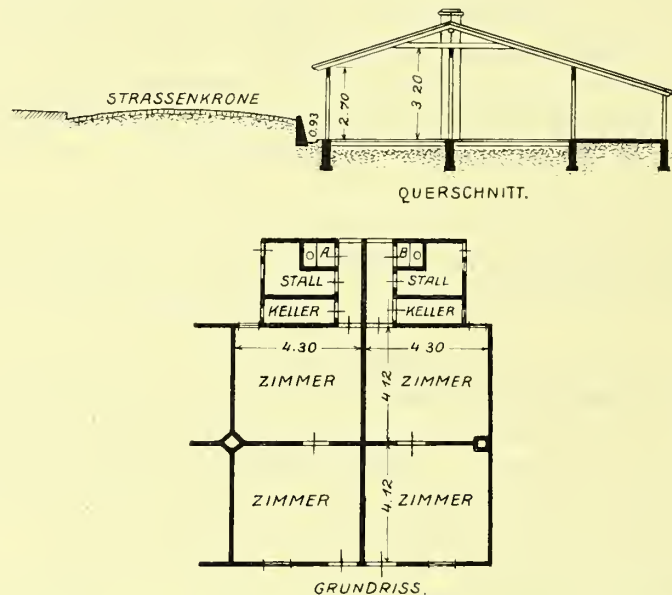 STRASSENKRONE
0.93
2.70
3.20
QUERSCHNITT.
A
B
STALL
STALL
KELLER
KELLER
4.30
4.30
ZIMMER
4.12
ZIMMER
ZIMMER
4.12
ZIMMER
GRUNDRISS.